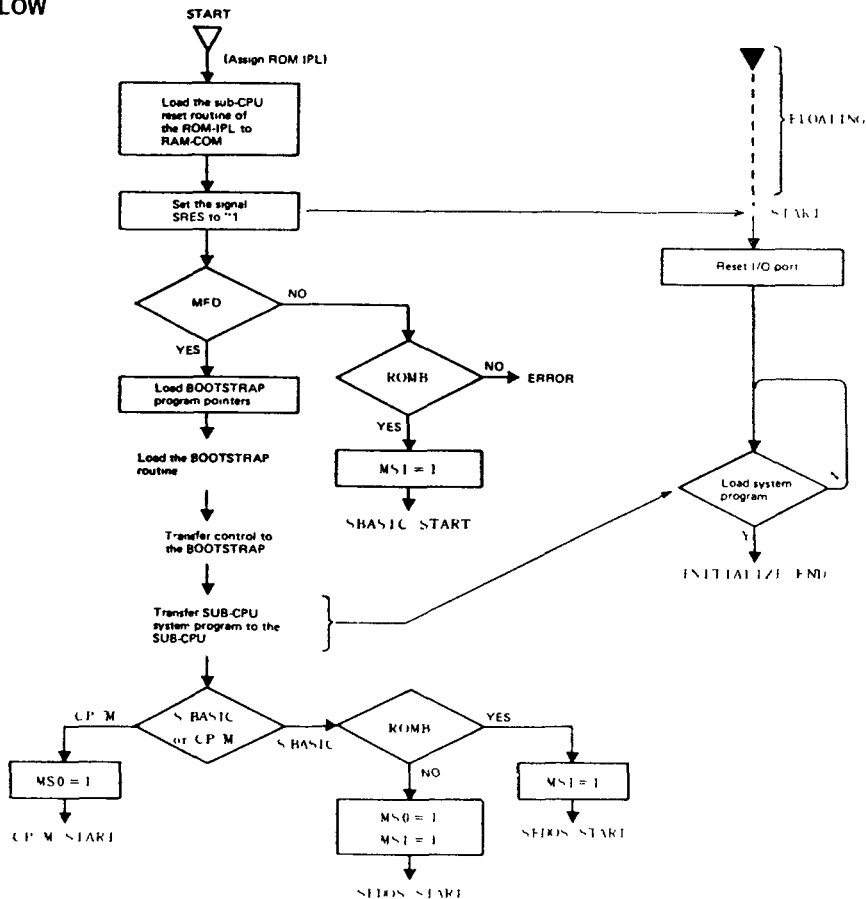 LOW
START
(Assign ROM IPL)
Load the sub-CPU
reset routine of
the ROM-IPL to
RAM-COM
Set the signal
SRES to "1
MFD
NO
YES
Load BOOTSTRAP
program pointers
ROMB
NO
ERROR
YES
MS1 = 1
SBASIC START
Load the BOOTSTRAP
routine
Transfer control to
the BOOTSTRAP
Transfer SUB-CPU
system program to the
SUB-CPU
CP M
S BASIC
or CP M
S BASIC
ROMB
YES
NO
MS0 = 1
CP M START
MS0 = 1
MS1 = 1
SFDOS START
MS1 = 1
SFDOS START
FLOATING
START
Reset I/O port
Load system
program
Y
INITIALIZE END